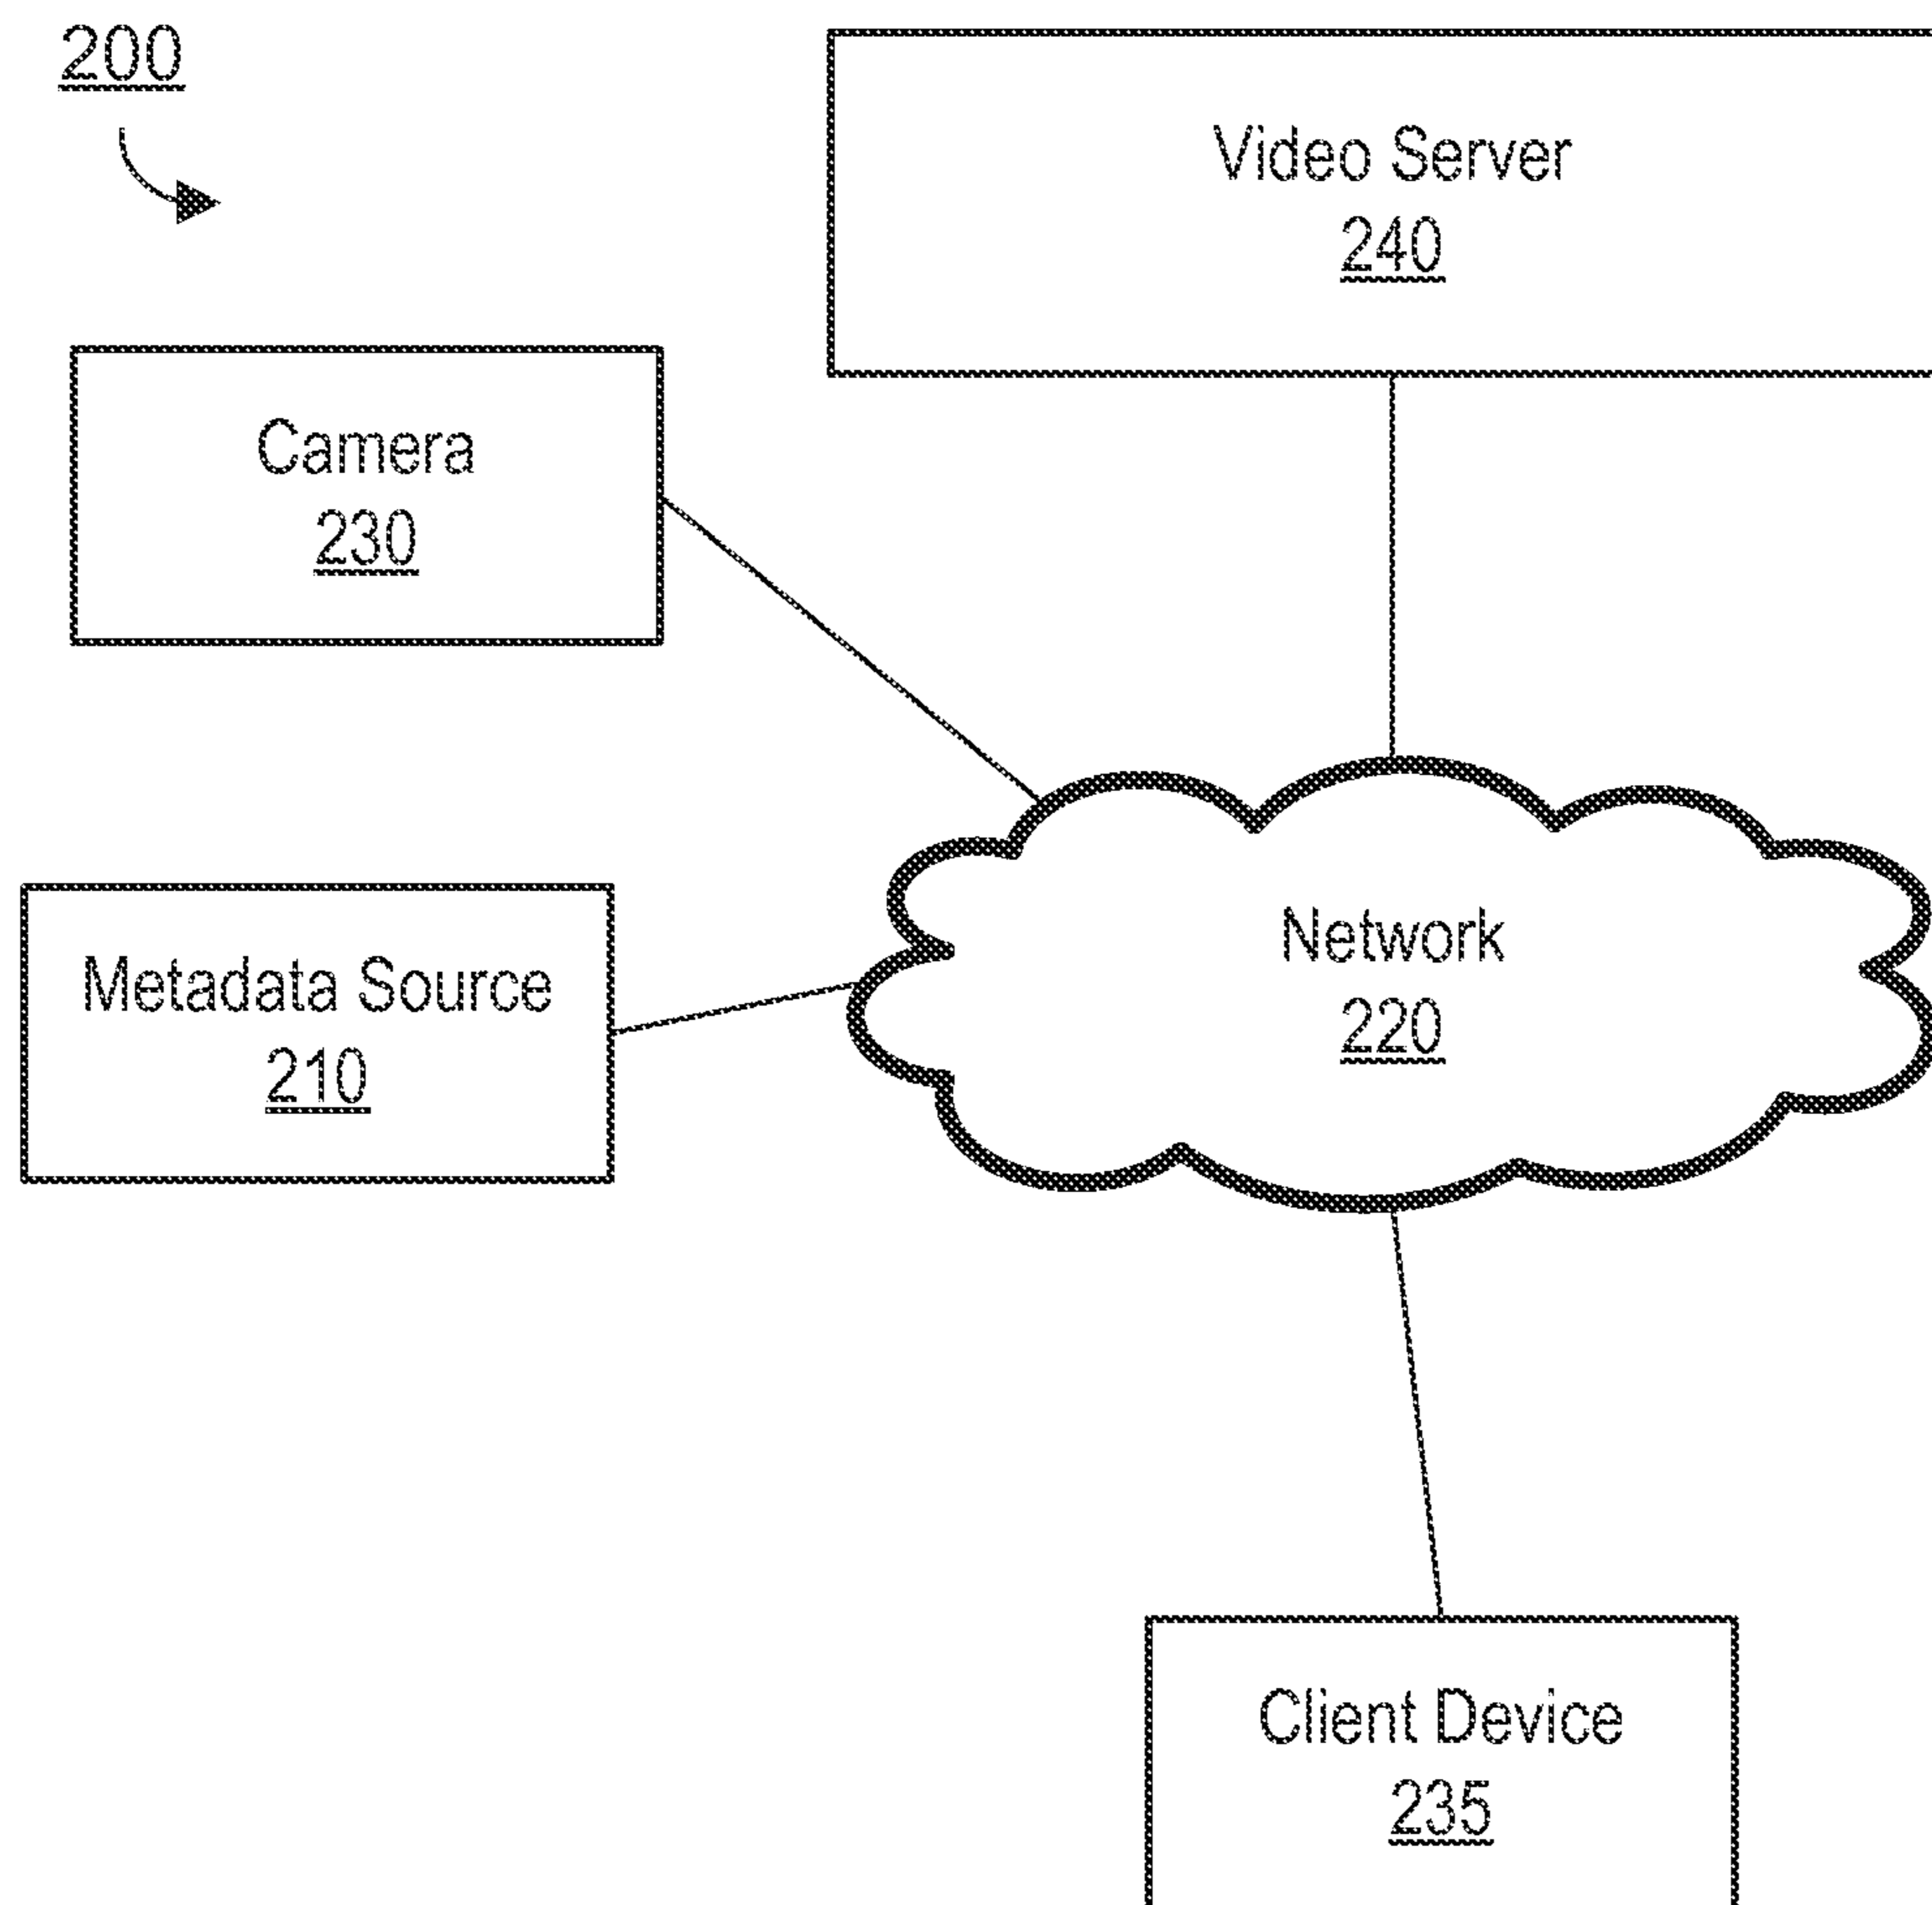 200
Video Server
240
Camera
230
Metadata Source
210
Network
220
Client Device
235